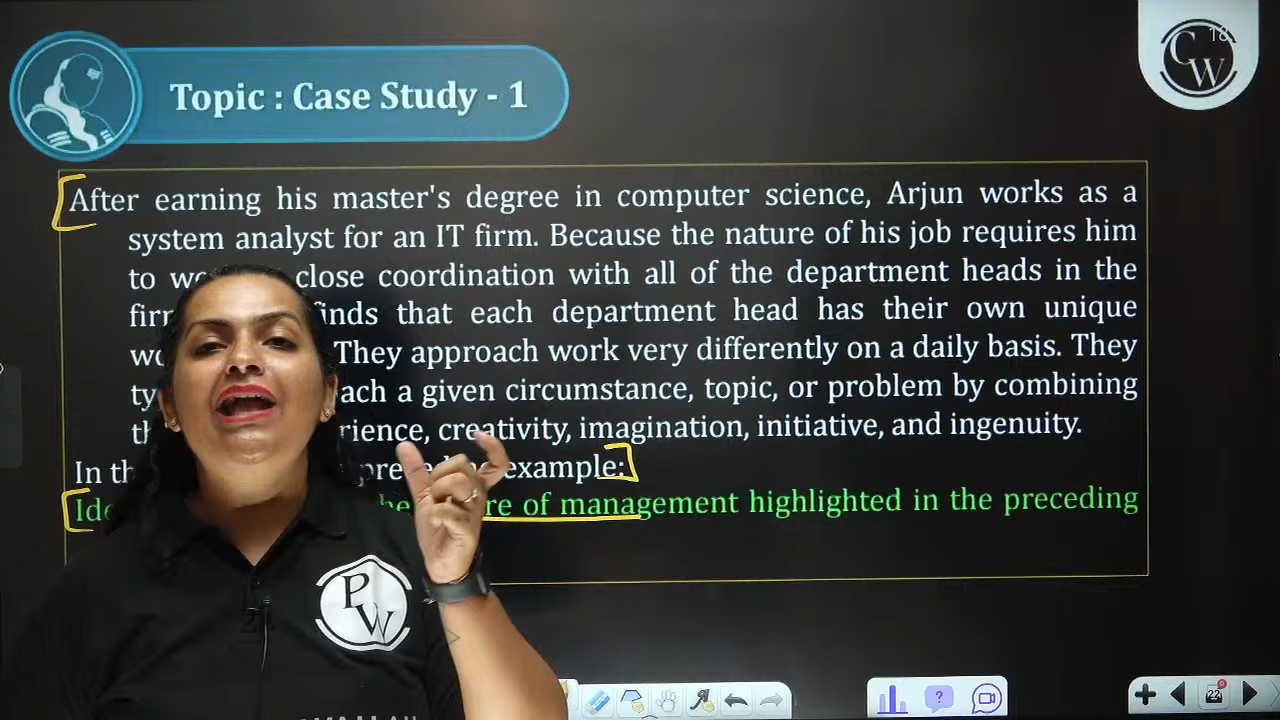 18
CW
Topic : Case Study - 1
After earning his master's degree in computer science, Arjun works as a
system analyst for an IT firm. Because the nature of his job requires him
to close coordination with all of the department heads in the
finds that each department head has their own unique
They approach work very differently on a daily basis. They
a given circumstance, topic, or problem by combining
creativity, imagination, initiative, and ingenuity.
In example:
of management highlighted in the preceding
PW
22